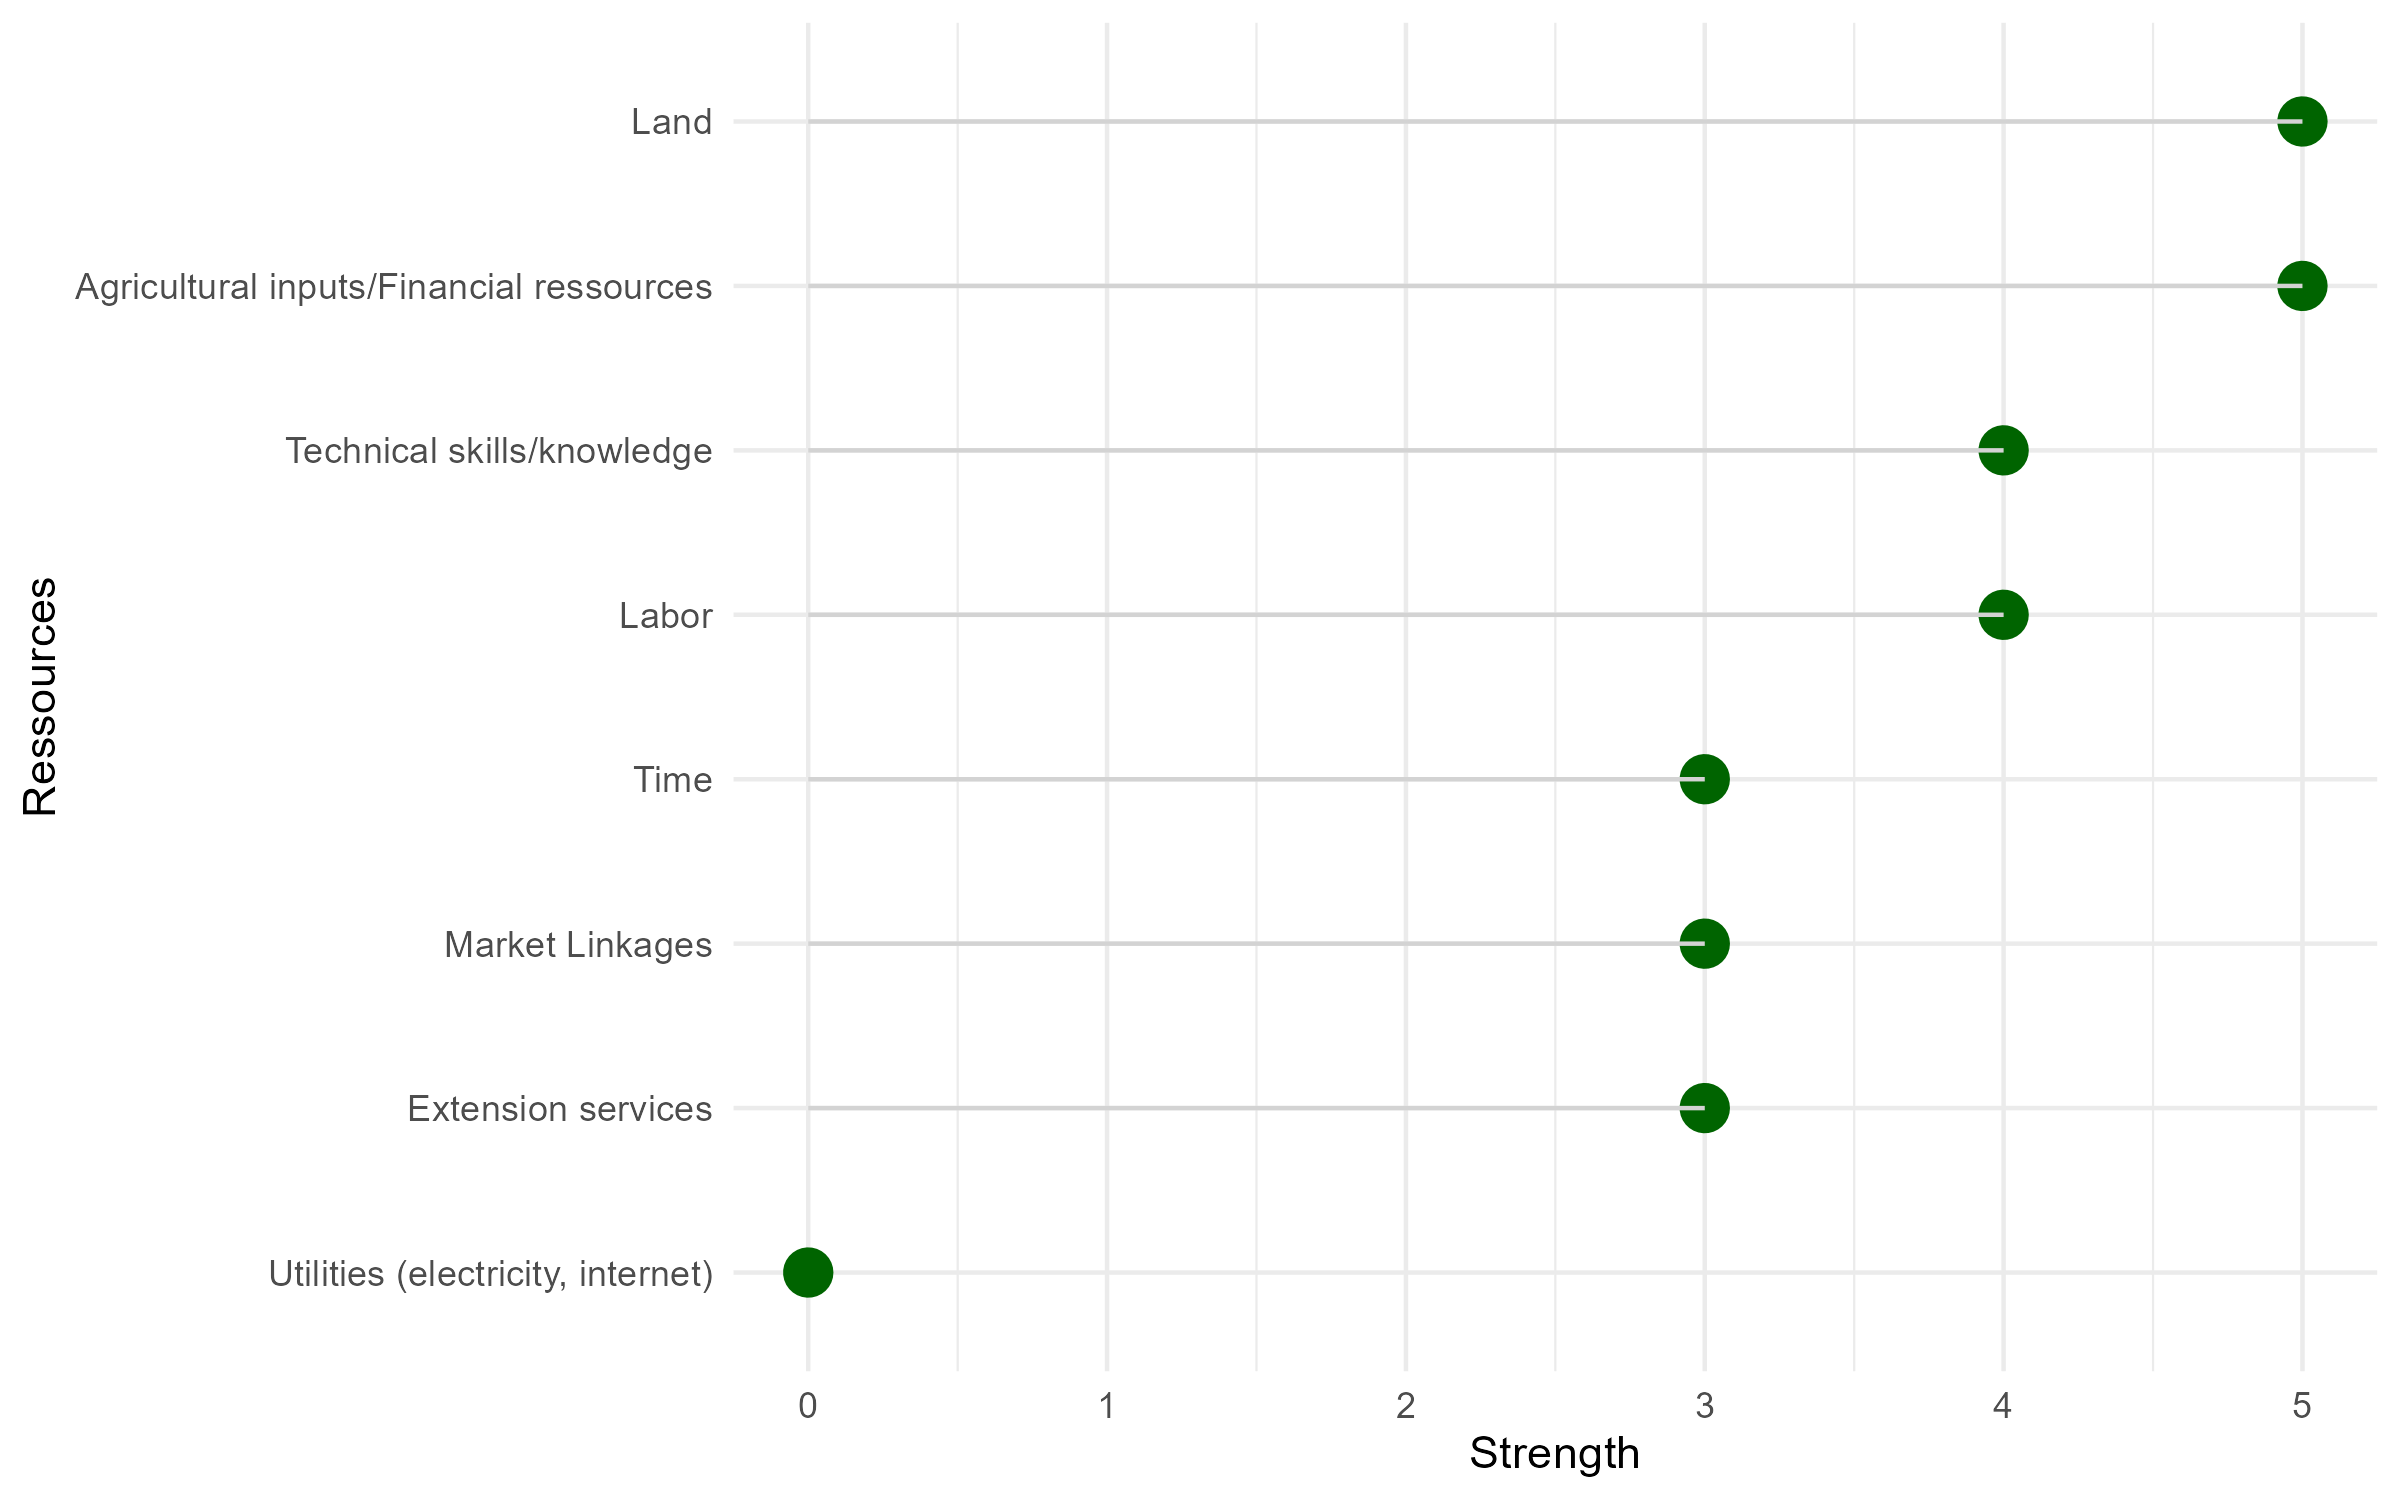 Land
Agricultural inputs/Financial ressources
Technical skills/knowledge
Labor
Time
Market Linkages
Extension services
Utilities (electricity, internet)
Ressources
0 1 2 3 4 5
Strength